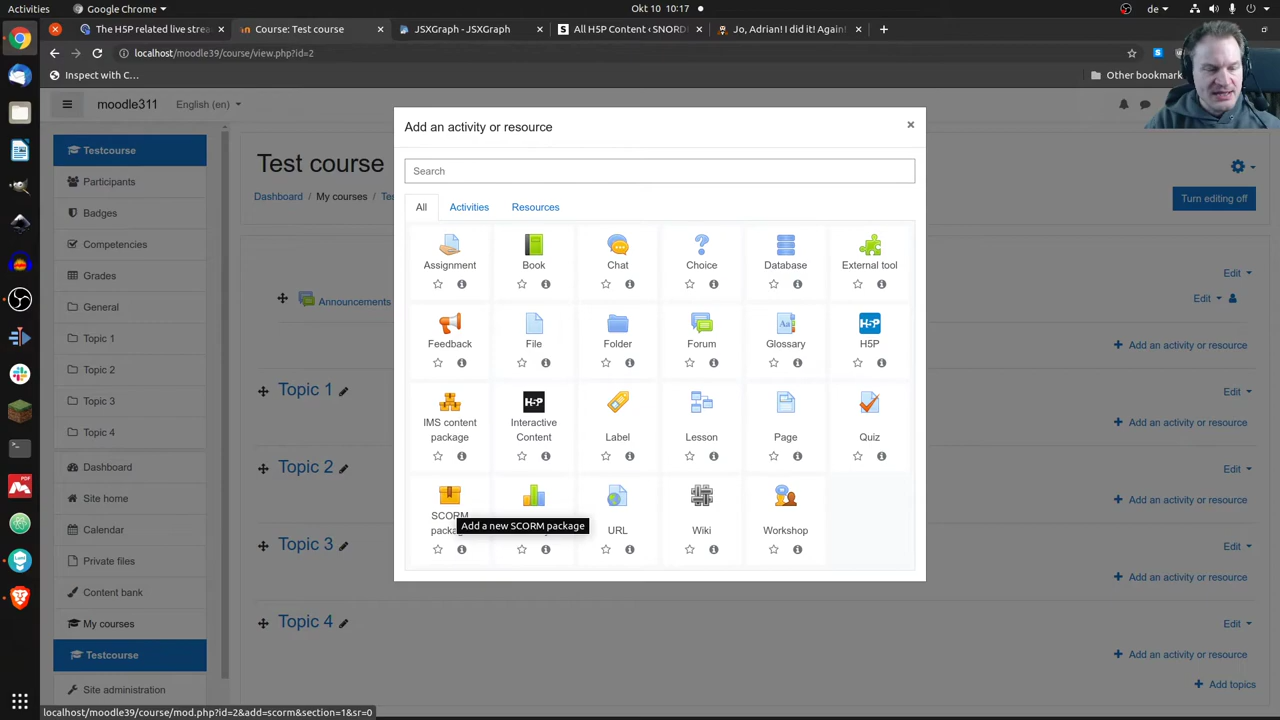 Activities
Google Chrome
Okt 10 10:17
de
The H5P related live strea
Course: Test course
JSXGraph - JSXGraph
All H5P Content ‹ SNORD
Jo, Adrian! I did it! Again!
localhost/moodle39/course/view.php?id=2
Inspect with C…
Other bookmark
moodle311
English (en)
Testcourse
Participants
Badges
Competencies
Grades
General
Topic 1
Topic 2
Topic 3
Topic 4
Dashboard
Site home
Calendar
Private files
Content bank
My courses
Testcourse
Site administration
Test course
Dashboard / My courses / Tes
Turn editing off
Edit
Announcements
Edit
Add an activity or resource
Topic 1
Edit
Add an activity or resource
Topic 2
Edit
Add an activity or resource
Topic 3
Edit
Add an activity or resource
Topic 4
Edit
Add an activity or resource
Add topics
Add an activity or resource
×
Search
All
Activities
Resources
Assignment
Book
Chat
Choice
Database
External tool
Feedback
File
Folder
Forum
Aa
Glossary
H5P
H5P
IMS content
package
H5P
Interactive
Content
Label
Lesson
Page
Quiz
SCORM
packag
Add a new SCORM package
URL
Wiki
Workshop
localhost/moodle39/course/mod.php?id=2&add=scorm&section=1&sr=0